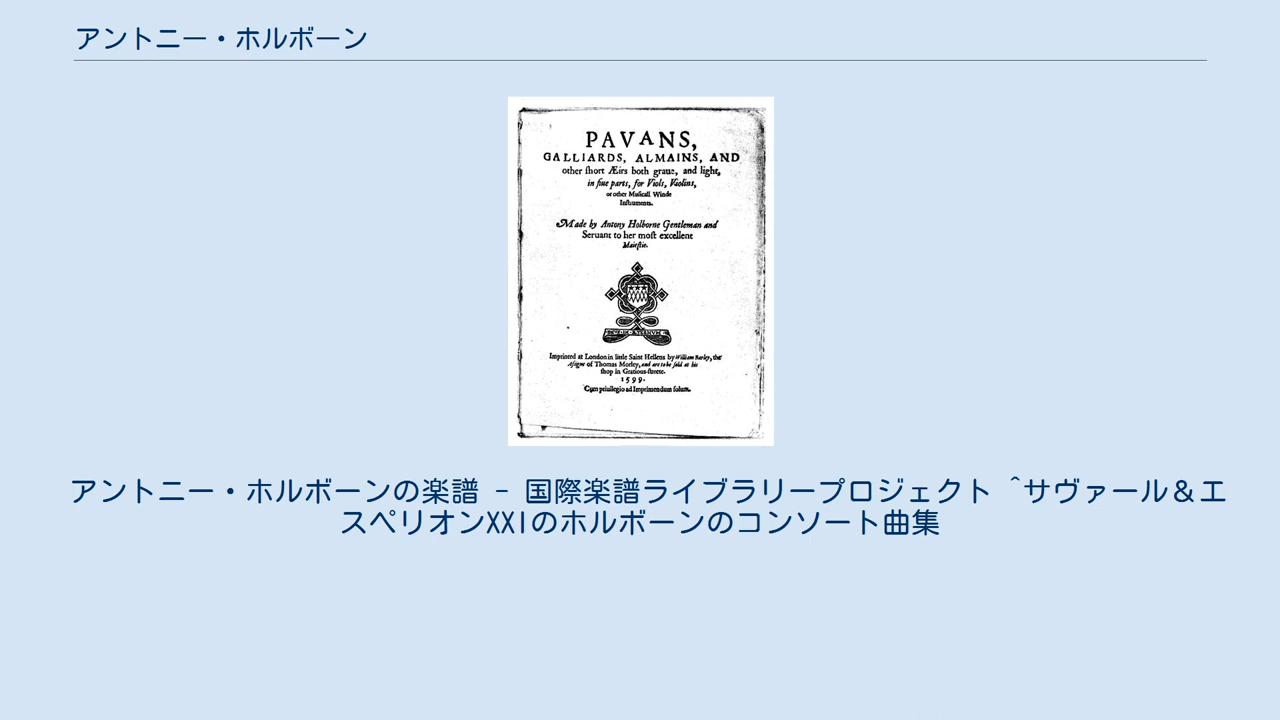 アントニー・ホルボーン
PAVANS,
GALLIARDS, ALMAINS, AND
other ſhort Æirs both graue, and light,
in fiue parts, for Viols, Violins,
or other Muſicall Winde
Inſtruments.
Made by Antony Holborne Gentleman and
Seruant to her moſt excellent
Maieſtie.
Imprinted at London in little Saint Hellens by William Barley, the
Aſigne of Thomas Morley, and are to be ſold at his
ſhop in Gratious-ſtreete.
1599.
Cum priuilegio ad Imprimendum ſolum.
アントニー・ホルボーンの楽譜 - 国際楽譜ライブラリープロジェクト ^サヴァール＆エ
スペリオンXXIのホルボーンのコンソート曲集